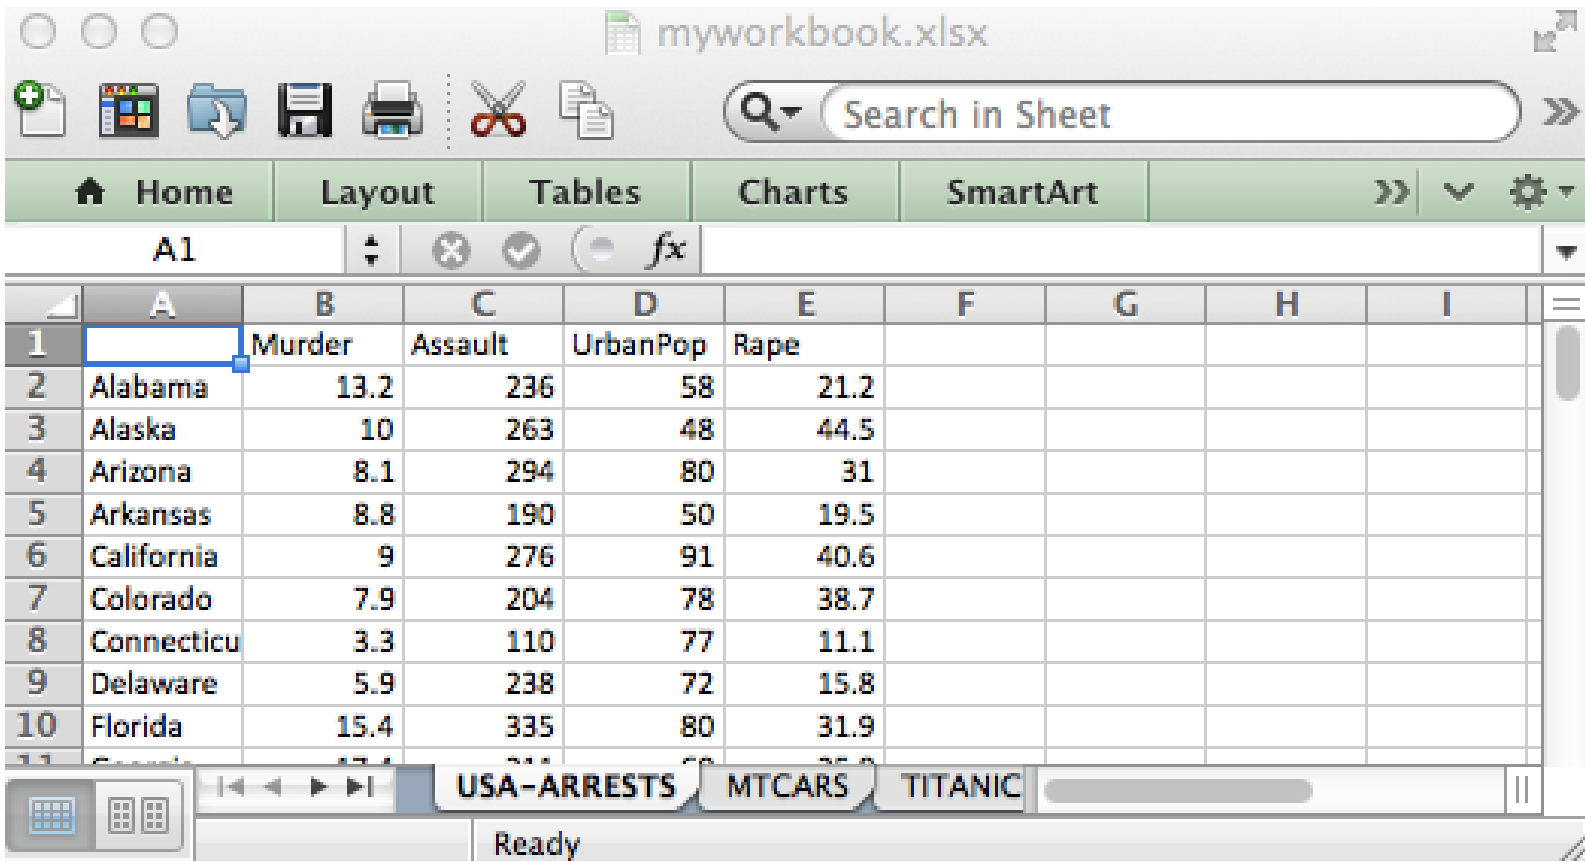 myworkbook.xlsx
Search in Sheet
Home Layout Tables Charts SmartArt
A1 fx
A B C D E F G H I
1 Murder Assault UrbanPop Rape
2 Alabama 13.2 236 58 21.2
3 Alaska 10 263 48 44.5
4 Arizona 8.1 294 80 31
5 Arkansas 8.8 190 50 19.5
6 California 9 276 91 40.6
7 Colorado 7.9 204 78 38.7
8 Connecticu 3.3 110 77 11.1
9 Delaware 5.9 238 72 15.8
10 Florida 15.4 335 80 31.9
USA-ARRESTS MTCARS TITANIC
Ready